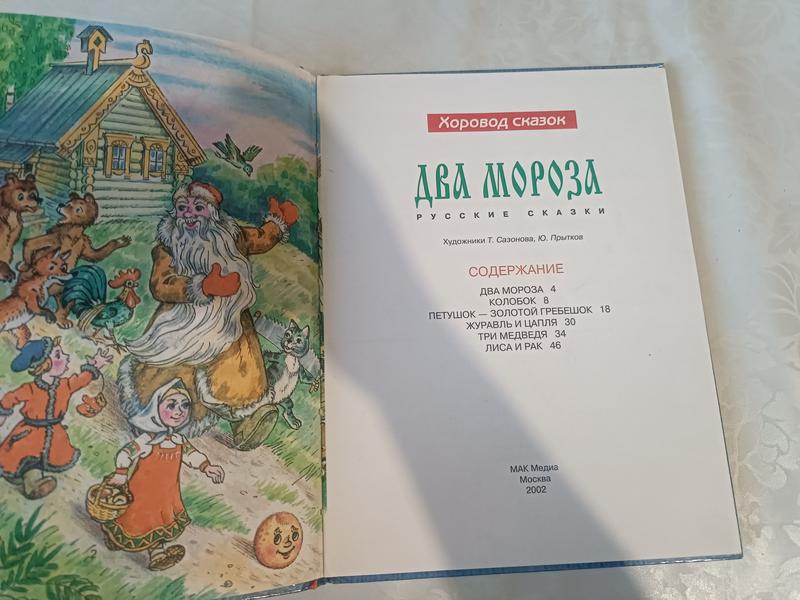 Хоровод сказок
ДВА МОРОЗА
РУССКИЕ СКАЗКИ
Художники Т. Сазонова, Ю. Прытков
СОДЕРЖАНИЕ
ДВА МОРОЗА 4
КОЛОБОК 8
ПЕТУШОК — ЗОЛОТОЙ ГРЕБЕШОК 18
ЖУРАВЛЬ И ЦАПЛЯ 30
ТРИ МЕДВЕДЯ 34
ЛИСА И РАК 46
МАК Медиа
Москва
2002